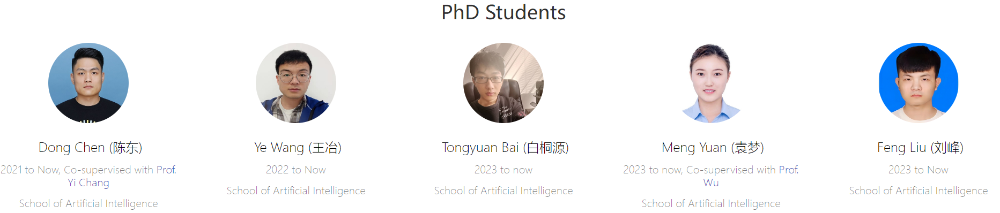 PhD Students
Dong Chen (陈东)
2021 to Now, Co-supervised with Prof.
Yi Chang
School of Artificial Intelligence
Ye Wang (王冶)
2022 to Now
School of Artificial Intelligence
Tongyuan Bai (白桐源)
2023 to now
School of Artificial Intelligence
Meng Yuan (袁梦)
2023 to now, Co-supervised with Prof.
Wu
School of Artificial Intelligence
Feng Liu (刘峰)
2023 to Now
School of Artificial Intelligence